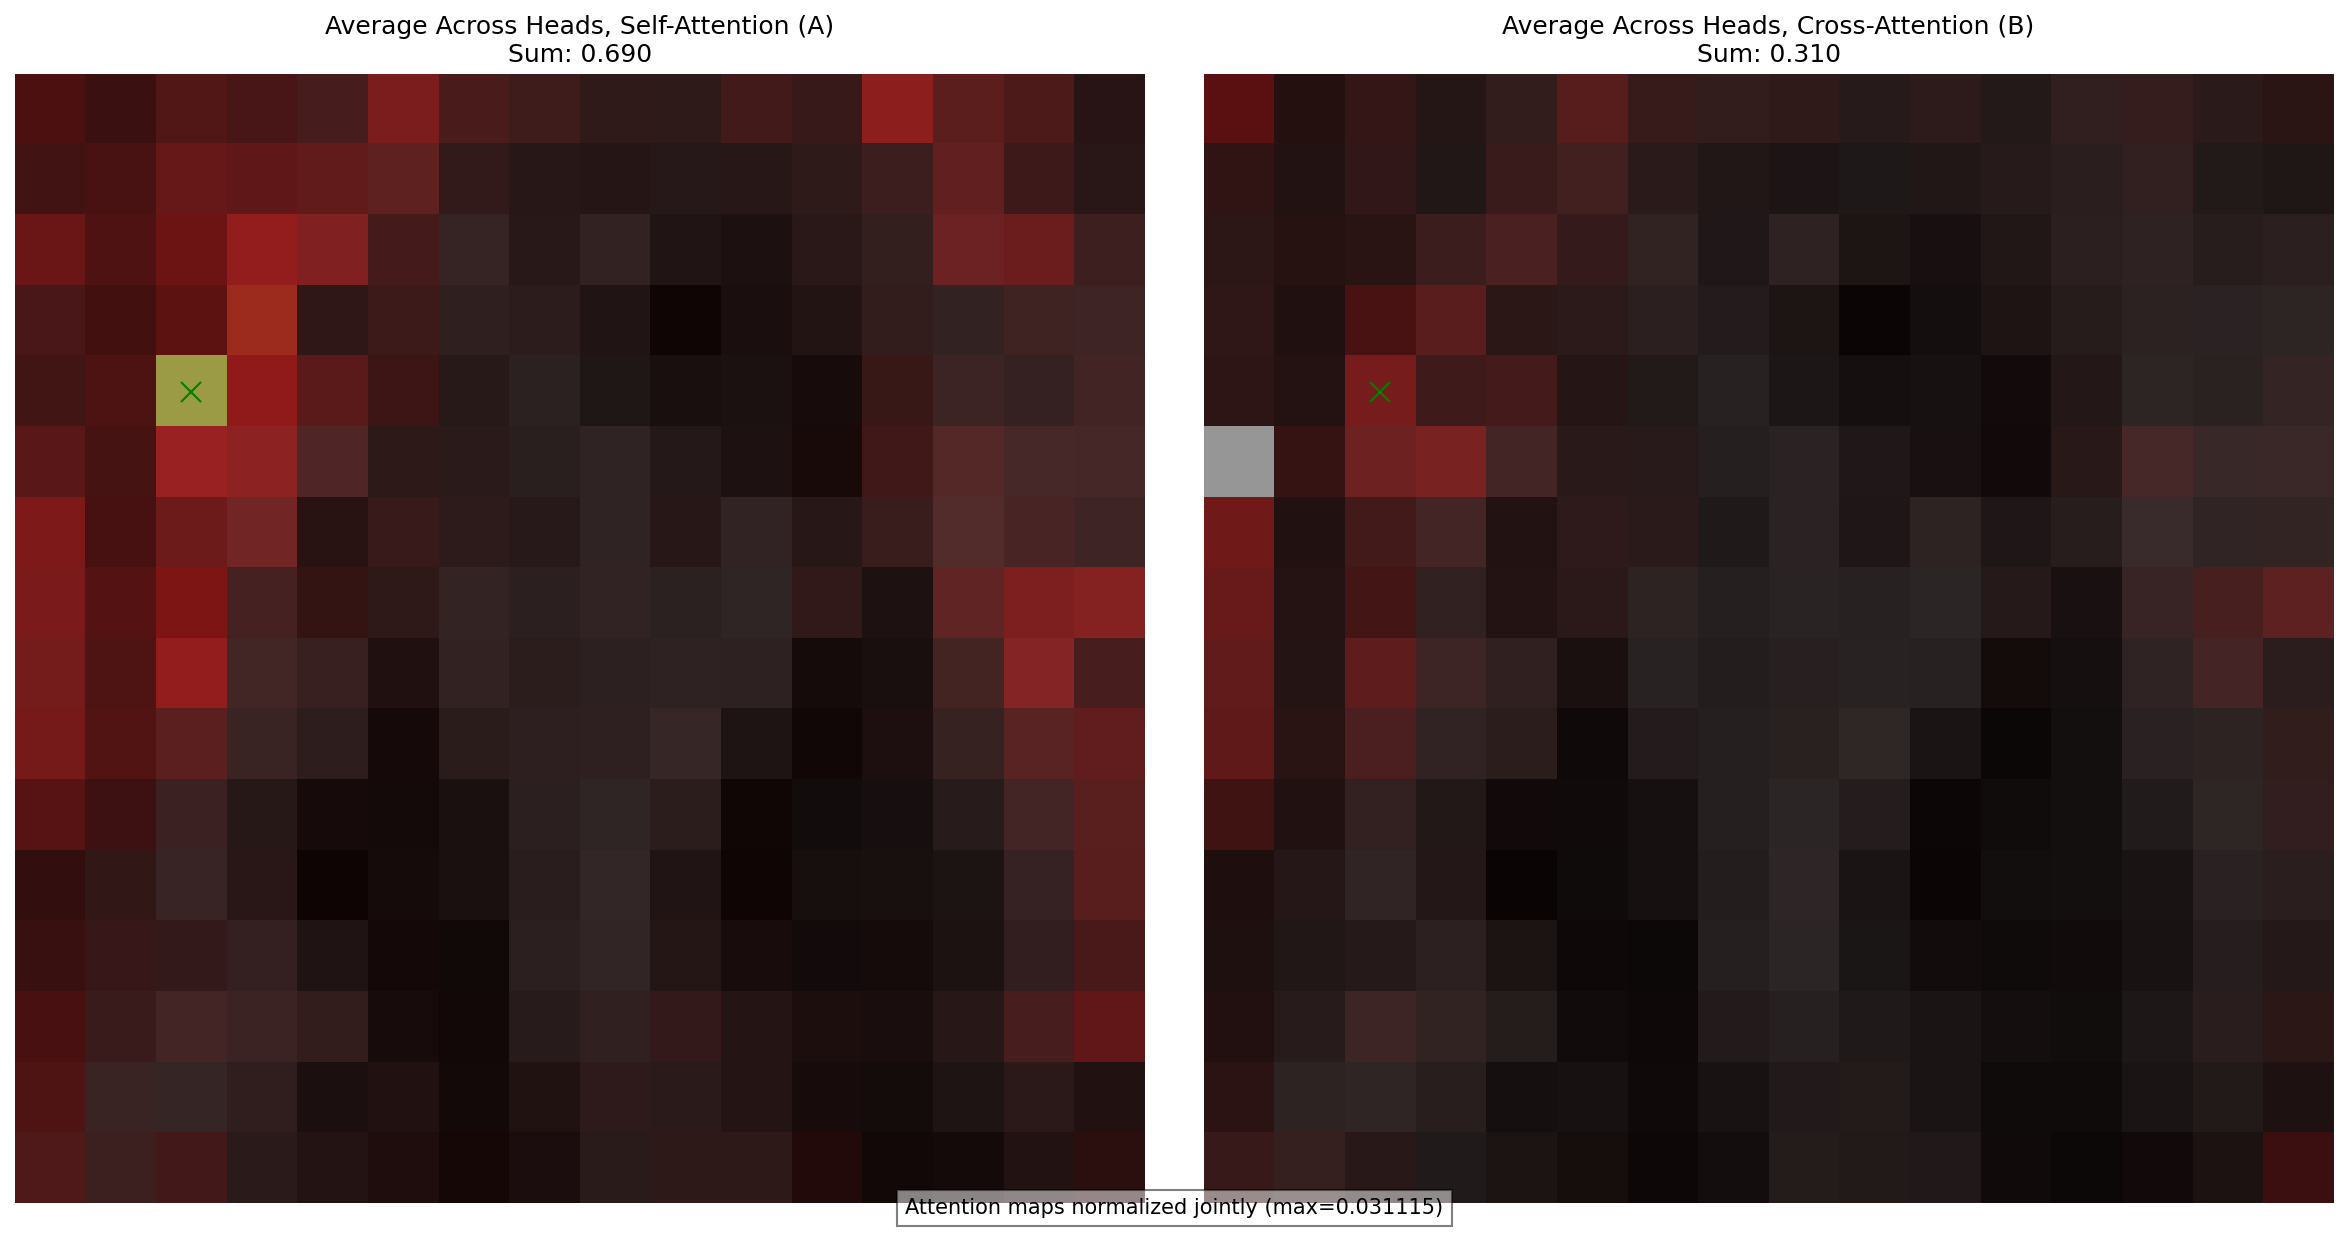 Average Across Heads, Self-Attention (A)
Sum: 0.690
Average Across Heads, Cross-Attention (B)
Sum: 0.310
Attention maps normalized jointly (max=0.031115)